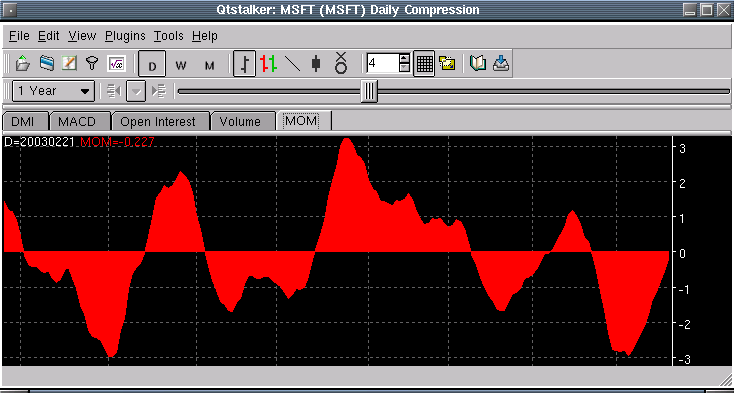 Qtstalker: MSFT (MSFT) Daily Compression
File Edit View Plugins Tools Help
D W M 4
1 Year
DMI MACD Open Interest Volume MOM
D=20030221 MOM=-0.227
3
2
1
0
-1
-2
-3